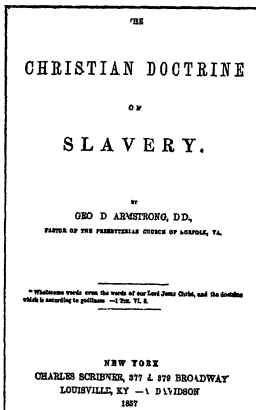 THE
CHRISTIAN DOCTRINE
OF
SLAVERY.
BY
GEO D ARMSTRONG, D.D.,
PASTOR OF THE PRESBYTERIAN CHURCH OF NORFOLK, VA.
"Wholesome words even the words of our Lord Jesus Christ, and the doctrine
which is according to godliness —1 TIM. VI. 3.
NEW YORK
CHARLES SCRIBNER, 377 & 379 BROADWAY
LOUISVILLE, KY — A DAVIDSON
1857